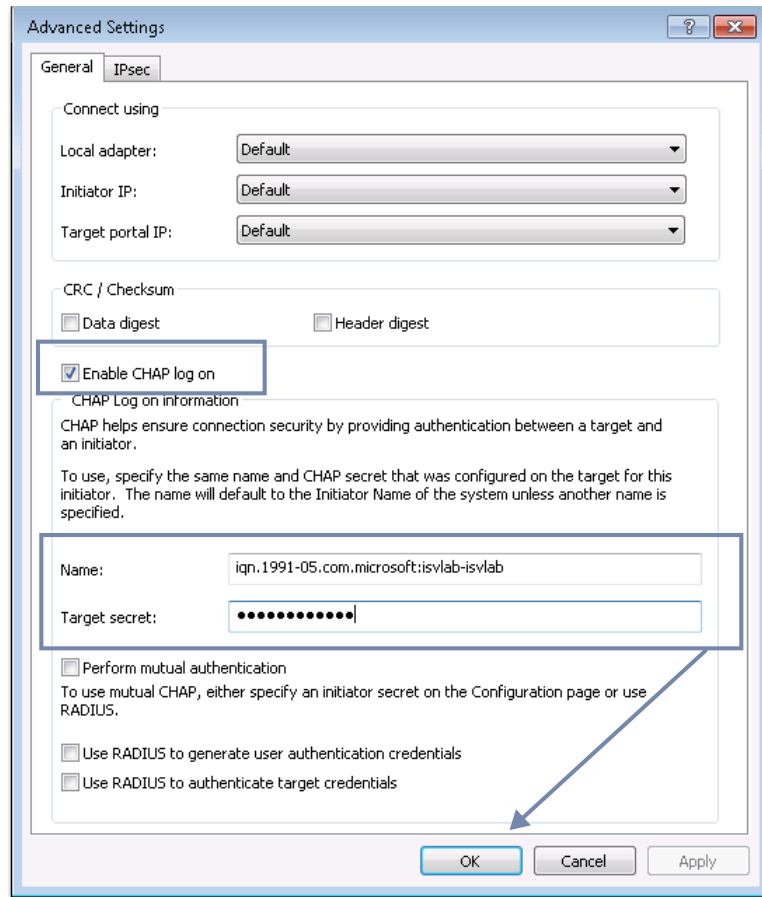 Advanced Settings
General IPsec
Connect using
Local adapter: Default
Initiator IP: Default
Target portal IP: Default
CRC / Checksum
Data digest Header digest
Enable CHAP log on
CHAP Log on information
CHAP helps ensure connection security by providing authentication between a target and
an initiator.
To use, specify the same name and CHAP secret that was configured on the target for this
initiator. The name will default to the Initiator Name of the system unless another name is
specified.
Name: iqn.1991-05.com.microsoft:isvlab-isvlab
Target secret: ●●●●●●●●●●●●
Perform mutual authentication
To use mutual CHAP, either specify an initiator secret on the Configuration page or use
RADIUS.
Use RADIUS to generate user authentication credentials
Use RADIUS to authenticate target credentials
OK Cancel Apply